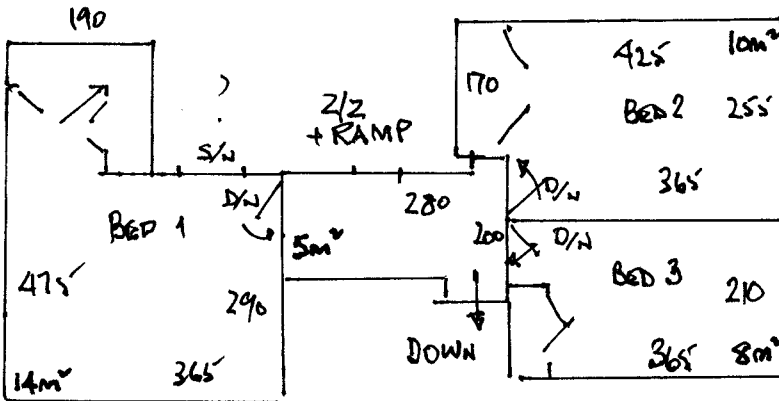 190
425 10m²
170
BED 2 255
2/2
+ RAMP
S/N
D/N
D/N
365
280
BED 1
5m²
200
D/N
BED 3
475
290
210
DOWN
14m²
365
365 8m²